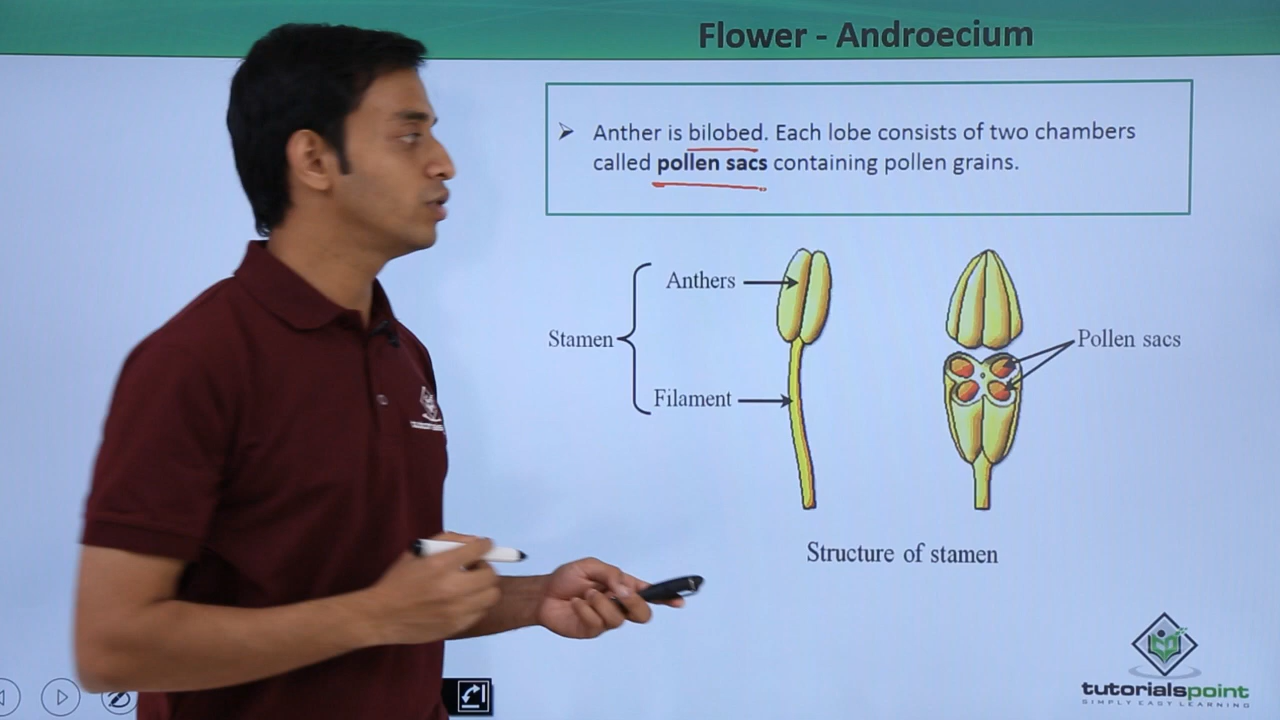 Flower - Androecium
Anther is bilobed. Each lobe consists of two chambers
called pollen sacs containing pollen grains.
Anthers
Stamen
Filament
Pollen sacs
Structure of stamen
tutorialspoint
SIMPLY EASY LEARNING